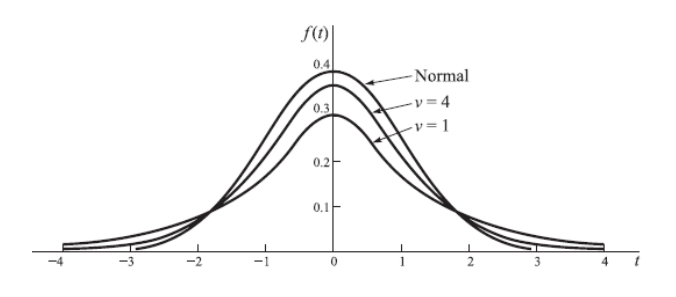 f(t)
0.4
Normal
v = 4
0.3
v = 1
0.2
0.1
−4 −3 −2 −1 0 1 2 3 4 t